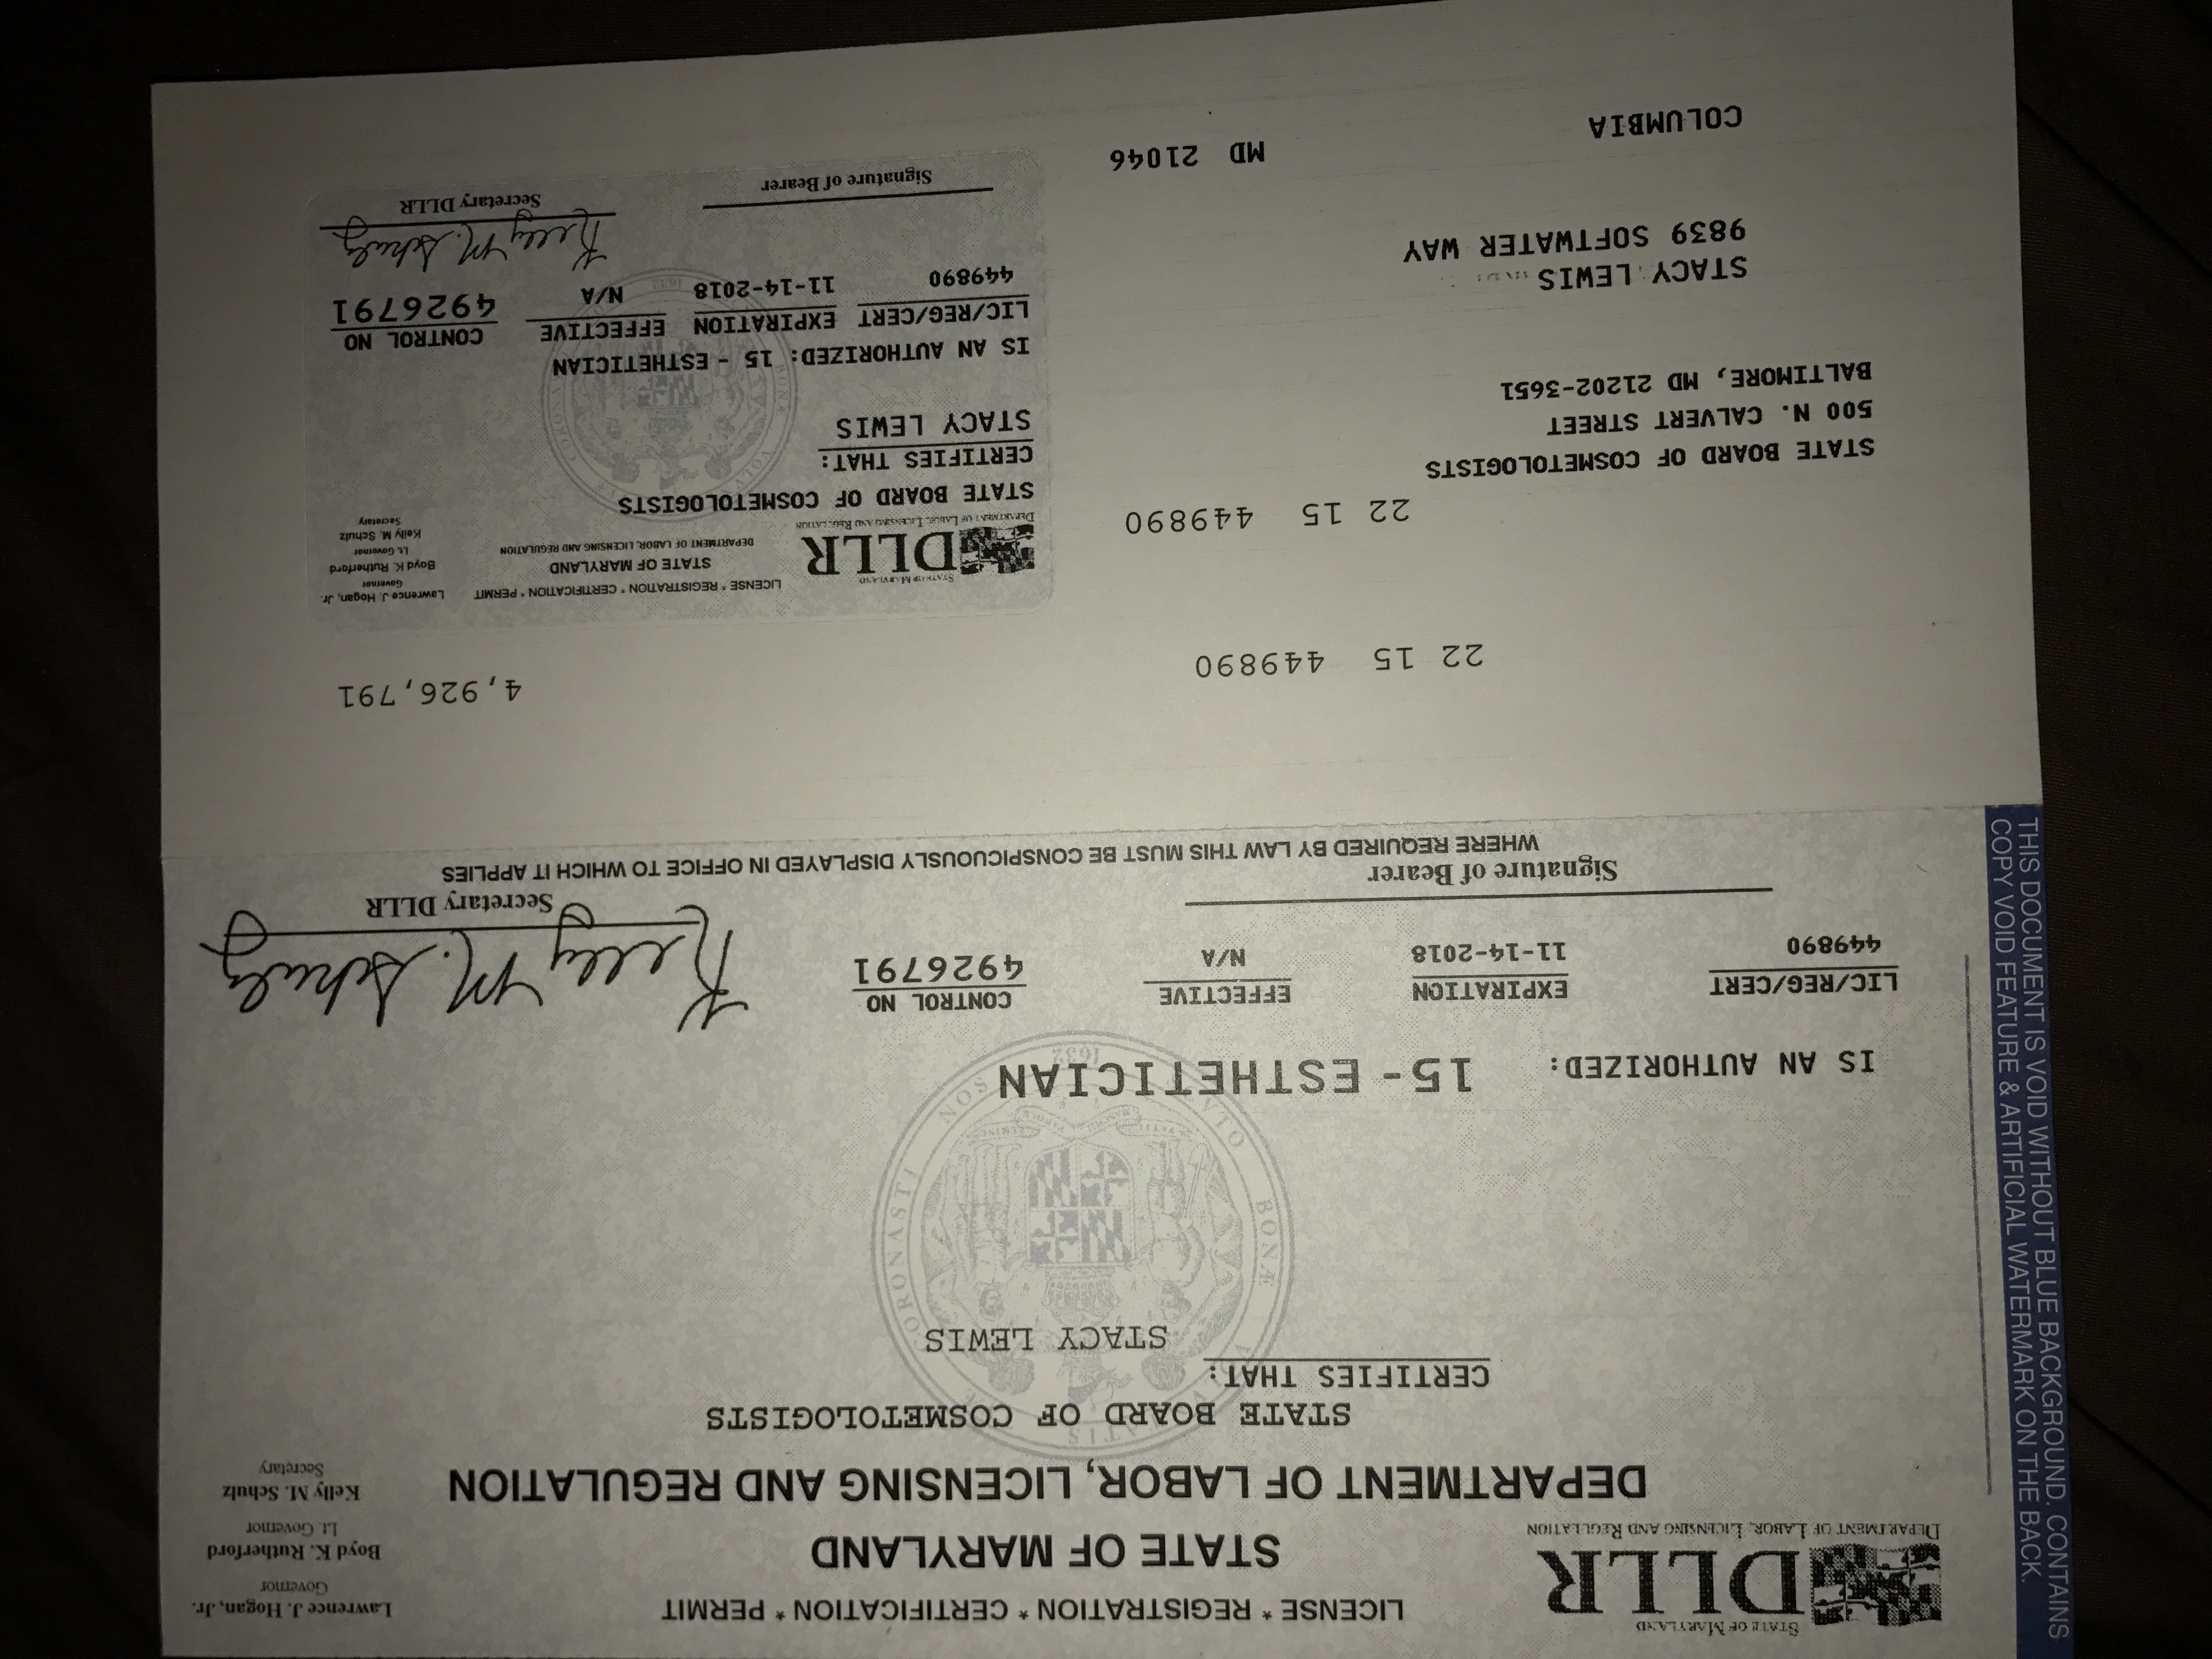 STATE OF MARYLAND
DLLR
DEPARTMENT OF LABOR, LICENSING AND REGULATION
LICENSE * REGISTRATION * CERTIFICATION * PERMIT
STATE OF MARYLAND
DEPARTMENT OF LABOR, LICENSING AND REGULATION
Lawrence J. Hogan, Jr.
Governor
Boyd K. Rutherford
Lt. Governor
Kelly M. Schulz
Secretary
STATE BOARD OF COSMETOLOGISTS
CERTIFIES THAT:
STACY LEWIS
IS AN AUTHORIZED: 15-ESTHETICIAN
LIC/REG/CERT EXPIRATION EFFECTIVE CONTROL NO
449890 11-14-2018 N/A 4926791
Kelly M. Schulz
Signature of Bearer Secretary DLLR
WHERE REQUIRED BY LAW THIS MUST BE CONSPICUOUSLY DISPLAYED IN OFFICE TO WHICH IT APPLIES
THIS DOCUMENT IS VOID WITHOUT BLUE BACKGROUND. CONTAINS
COPY VOID FEATURE & ARTIFICIAL WATERMARK ON THE BACK.
22 15 449890 4,926,791
22 15 449890
STATE BOARD OF COSMETOLOGISTS
500 N. CALVERT STREET
BALTIMORE, MD 21202-3651
STACY LEWIS
9839 SOFTWATER WAY
COLUMBIA MD 21046
STATE OF MARYLAND
DLLR
DEPARTMENT OF LABOR, LICENSING AND REGULATION
LICENSE * REGISTRATION * CERTIFICATION * PERMIT
STATE OF MARYLAND
DEPARTMENT OF LABOR, LICENSING AND REGULATION
Lawrence J. Hogan, Jr.
Governor
Boyd K. Rutherford
Lt. Governor
Kelly M. Schulz
Secretary
STATE BOARD OF COSMETOLOGISTS
CERTIFIES THAT:
STACY LEWIS
IS AN AUTHORIZED: 15 - ESTHETICIAN
LIC/REG/CERT EXPIRATION EFFECTIVE CONTROL NO
449890 11-14-2018 N/A 4926791
Kelly M. Schulz
Signature of Bearer Secretary DLLR